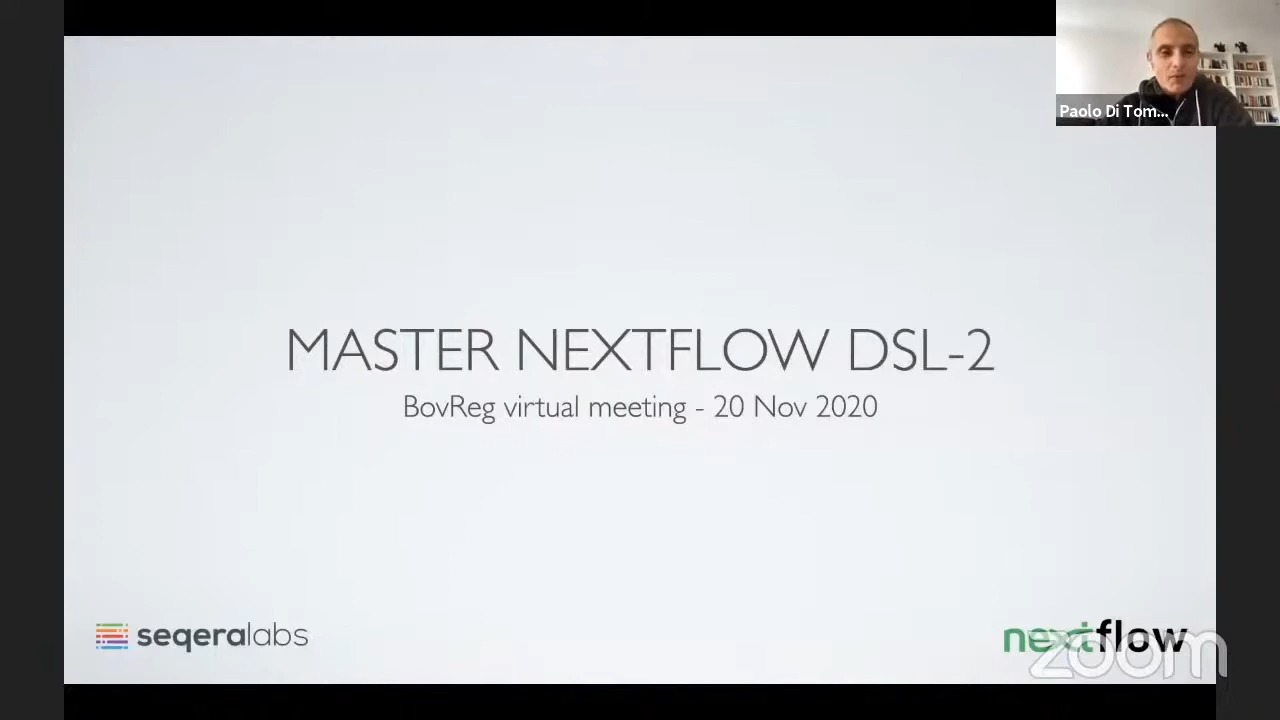 Paolo Di Tom...
MASTER NEXTFLOW DSL-2
BovReg virtual meeting - 20 Nov 2020
seqeralabs
nextflow
zoom